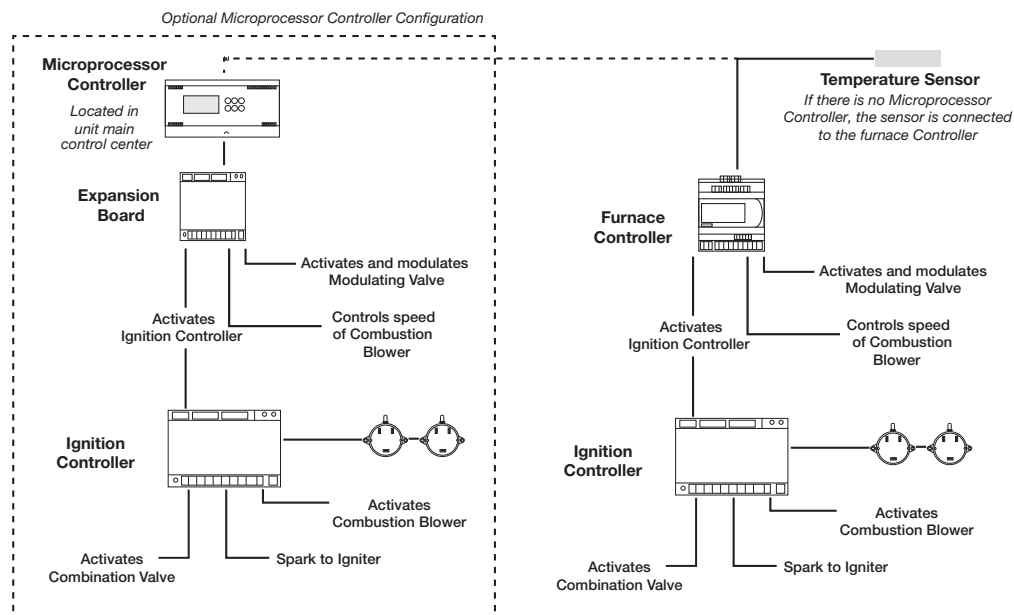 Optional Microprocessor Controller Configuration
Microprocessor
Controller
Located in
unit main
control center
Temperature Sensor
If there is no Microprocessor
Controller, the sensor is connected
to the furnace Controller
Expansion
Board
Activates and modulates
Modulating Valve
Activates
Ignition Controller
Controls speed
of Combustion
Blower
Ignition
Controller
Activates
Combustion Blower
Activates
Combination Valve
Spark to Igniter
Furnace
Controller
Activates and modulates
Modulating Valve
Activates
Ignition Controller
Controls speed
of Combustion
Blower
Ignition
Controller
Activates
Combustion Blower
Activates
Combination Valve
Spark to Igniter